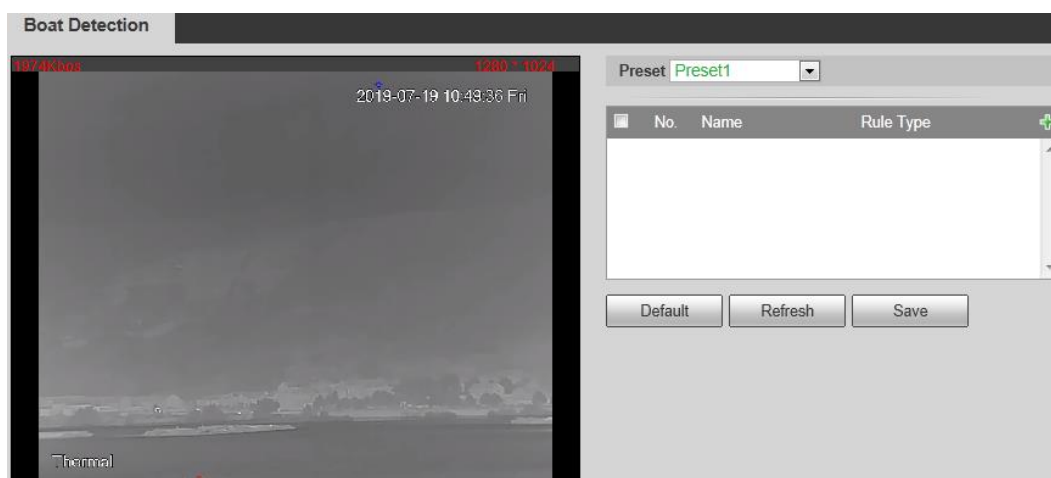 Boat Detection
1974Kbps
1280 * 1024
2019-07-19 10:49:36 Fri
Thermal
Preset Preset1
No. Name Rule Type
Default Refresh Save